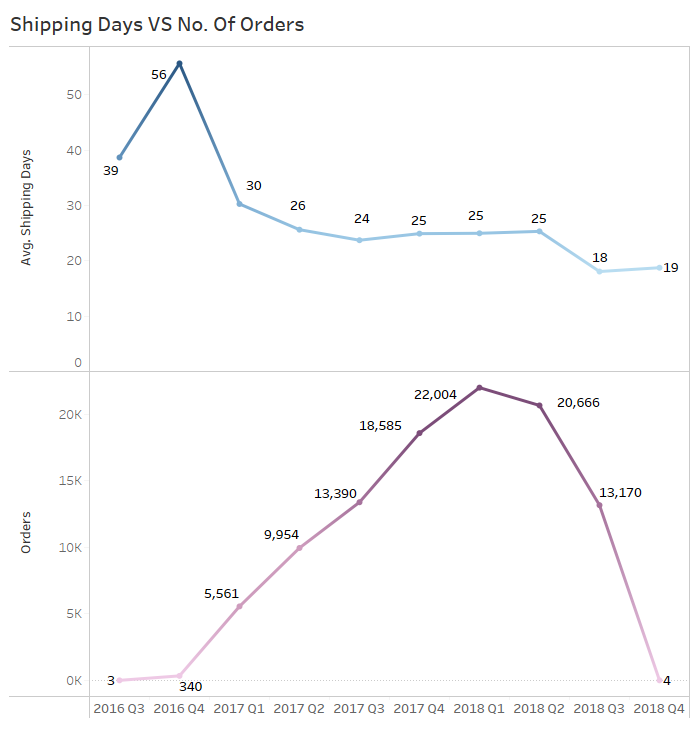 Shipping Days VS No. Of Orders
Avg. Shipping Days
50
40
30
20
10
0
39
56
30
26
24
25
25
25
18
19
Orders
20K
15K
10K
5K
0K
3
340
5,561
9,954
13,390
18,585
22,004
20,666
13,170
4
2016 Q3 2016 Q4 2017 Q1 2017 Q2 2017 Q3 2017 Q4 2018 Q1 2018 Q2 2018 Q3 2018 Q4